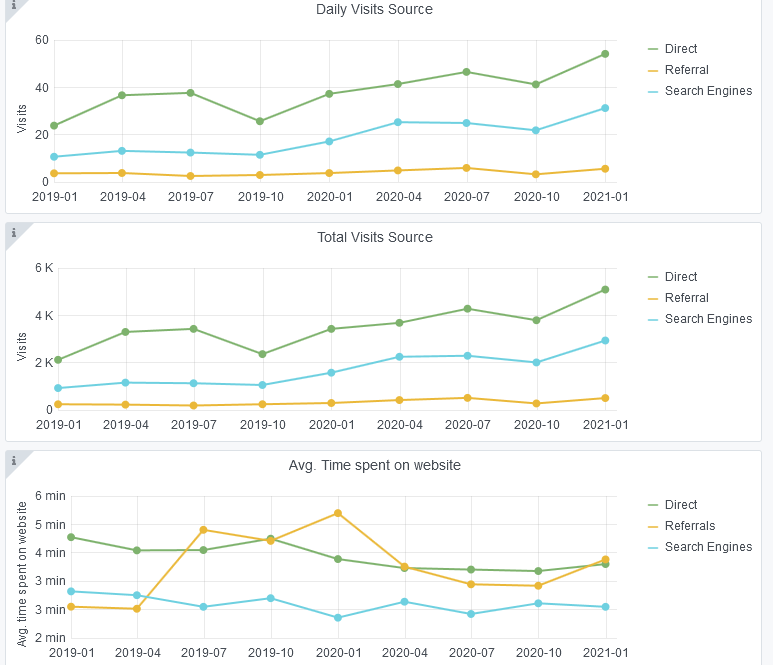 i
Daily Visits Source
60
40
20
0
Visits
2019-01 2019-04 2019-07 2019-10 2020-01 2020-04 2020-07 2020-10 2021-01
Direct
Referral
Search Engines
i
Total Visits Source
6 K
4 K
2 K
0
Visits
2019-01 2019-04 2019-07 2019-10 2020-01 2020-04 2020-07 2020-10 2021-01
Direct
Referral
Search Engines
i
Avg. Time spent on website
6 min
5 min
4 min
3 min
3 min
2 min
Avg. time spent on website
2019-01 2019-04 2019-07 2019-10 2020-01 2020-04 2020-07 2020-10 2021-01
Direct
Referrals
Search Engines